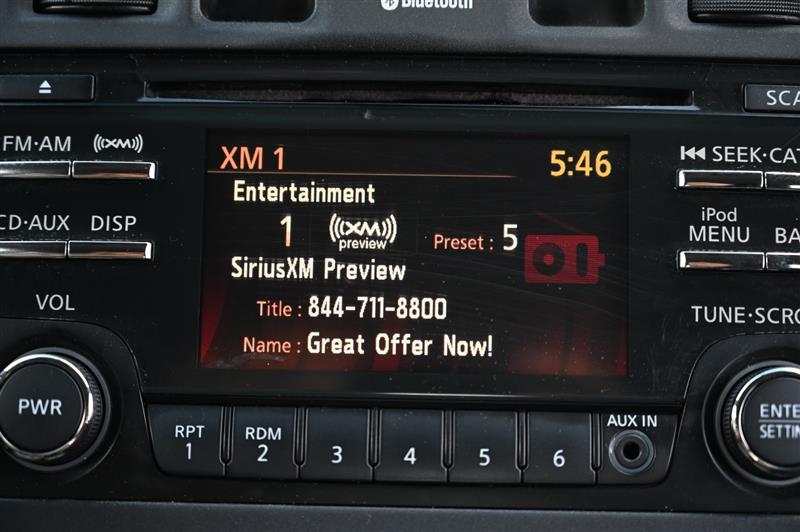 Bluetooth
SCA
FM·AM
((XM))
SEEK·CAT
CD·AUX
DISP
iPod
MENU
BA
VOL
TUNE·SCRO
XM 1
5:46
Entertainment
1
((XM))
preview
Preset : 5
SiriusXM Preview
Title : 844-711-8800
Name : Great Offer Now!
PWR
RPT
1
RDM
2
3
4
5
6
AUX IN
ENTE
SETTIN